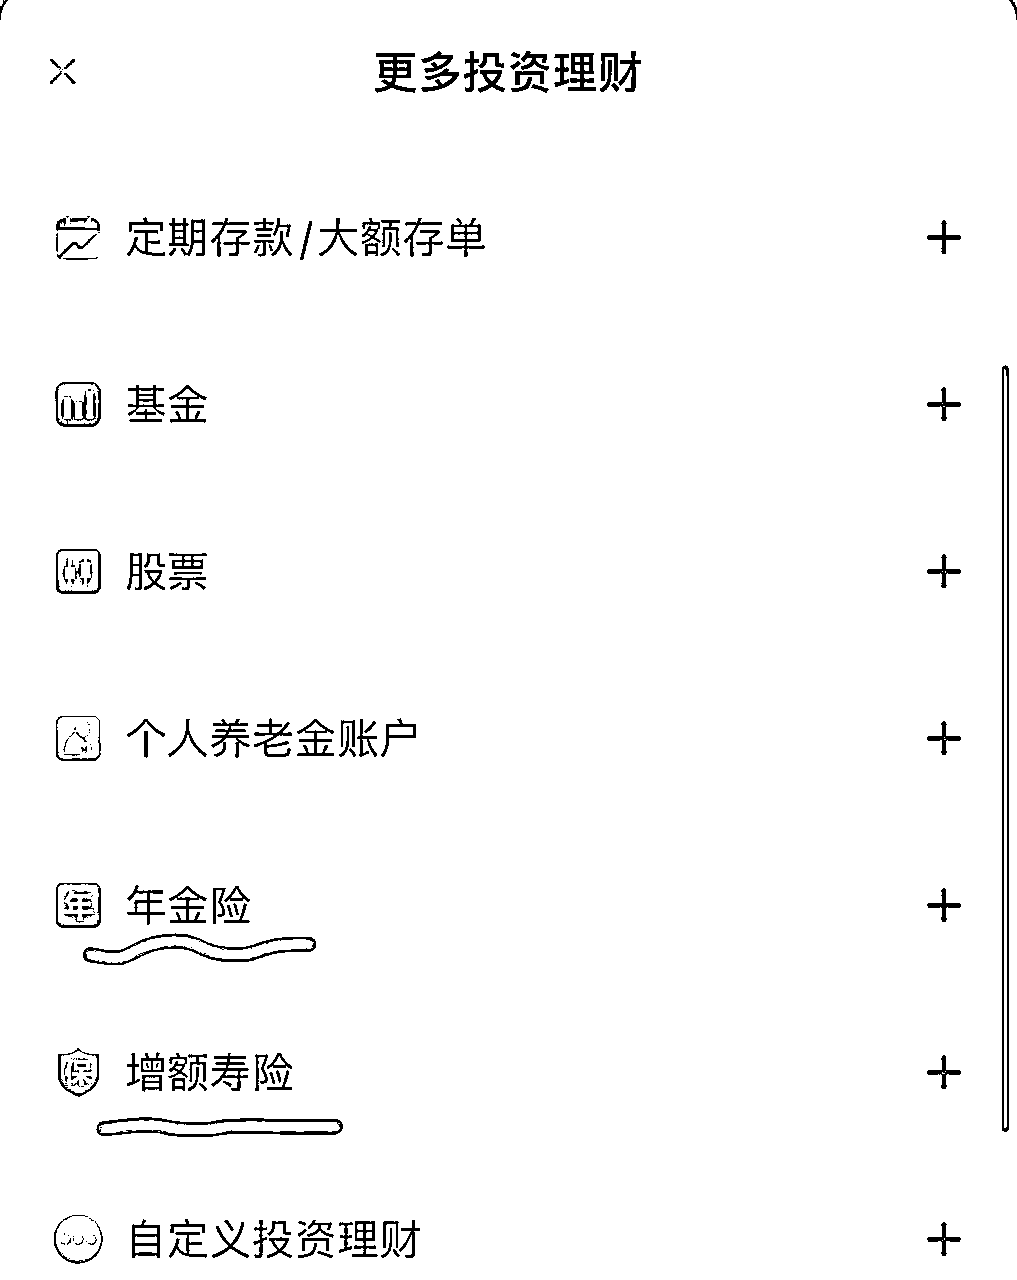 更多投资理财
定期存款/大额存单
基金
股票
个人养老金账户
年 年金险
保 增额寿险
自定义投资理财